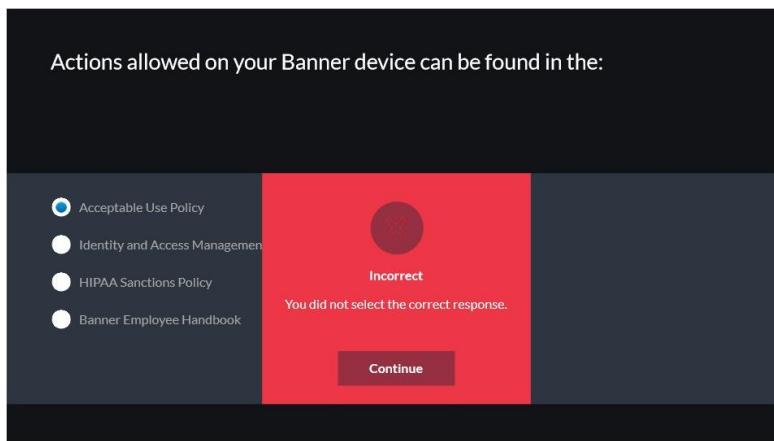 Actions allowed on your Banner device can be found in the:
Acceptable Use Policy
Identity and Access Managemen
HIPAA Sanctions Policy
Banner Employee Handbook
Incorrect
You did not select the correct response.
Continue